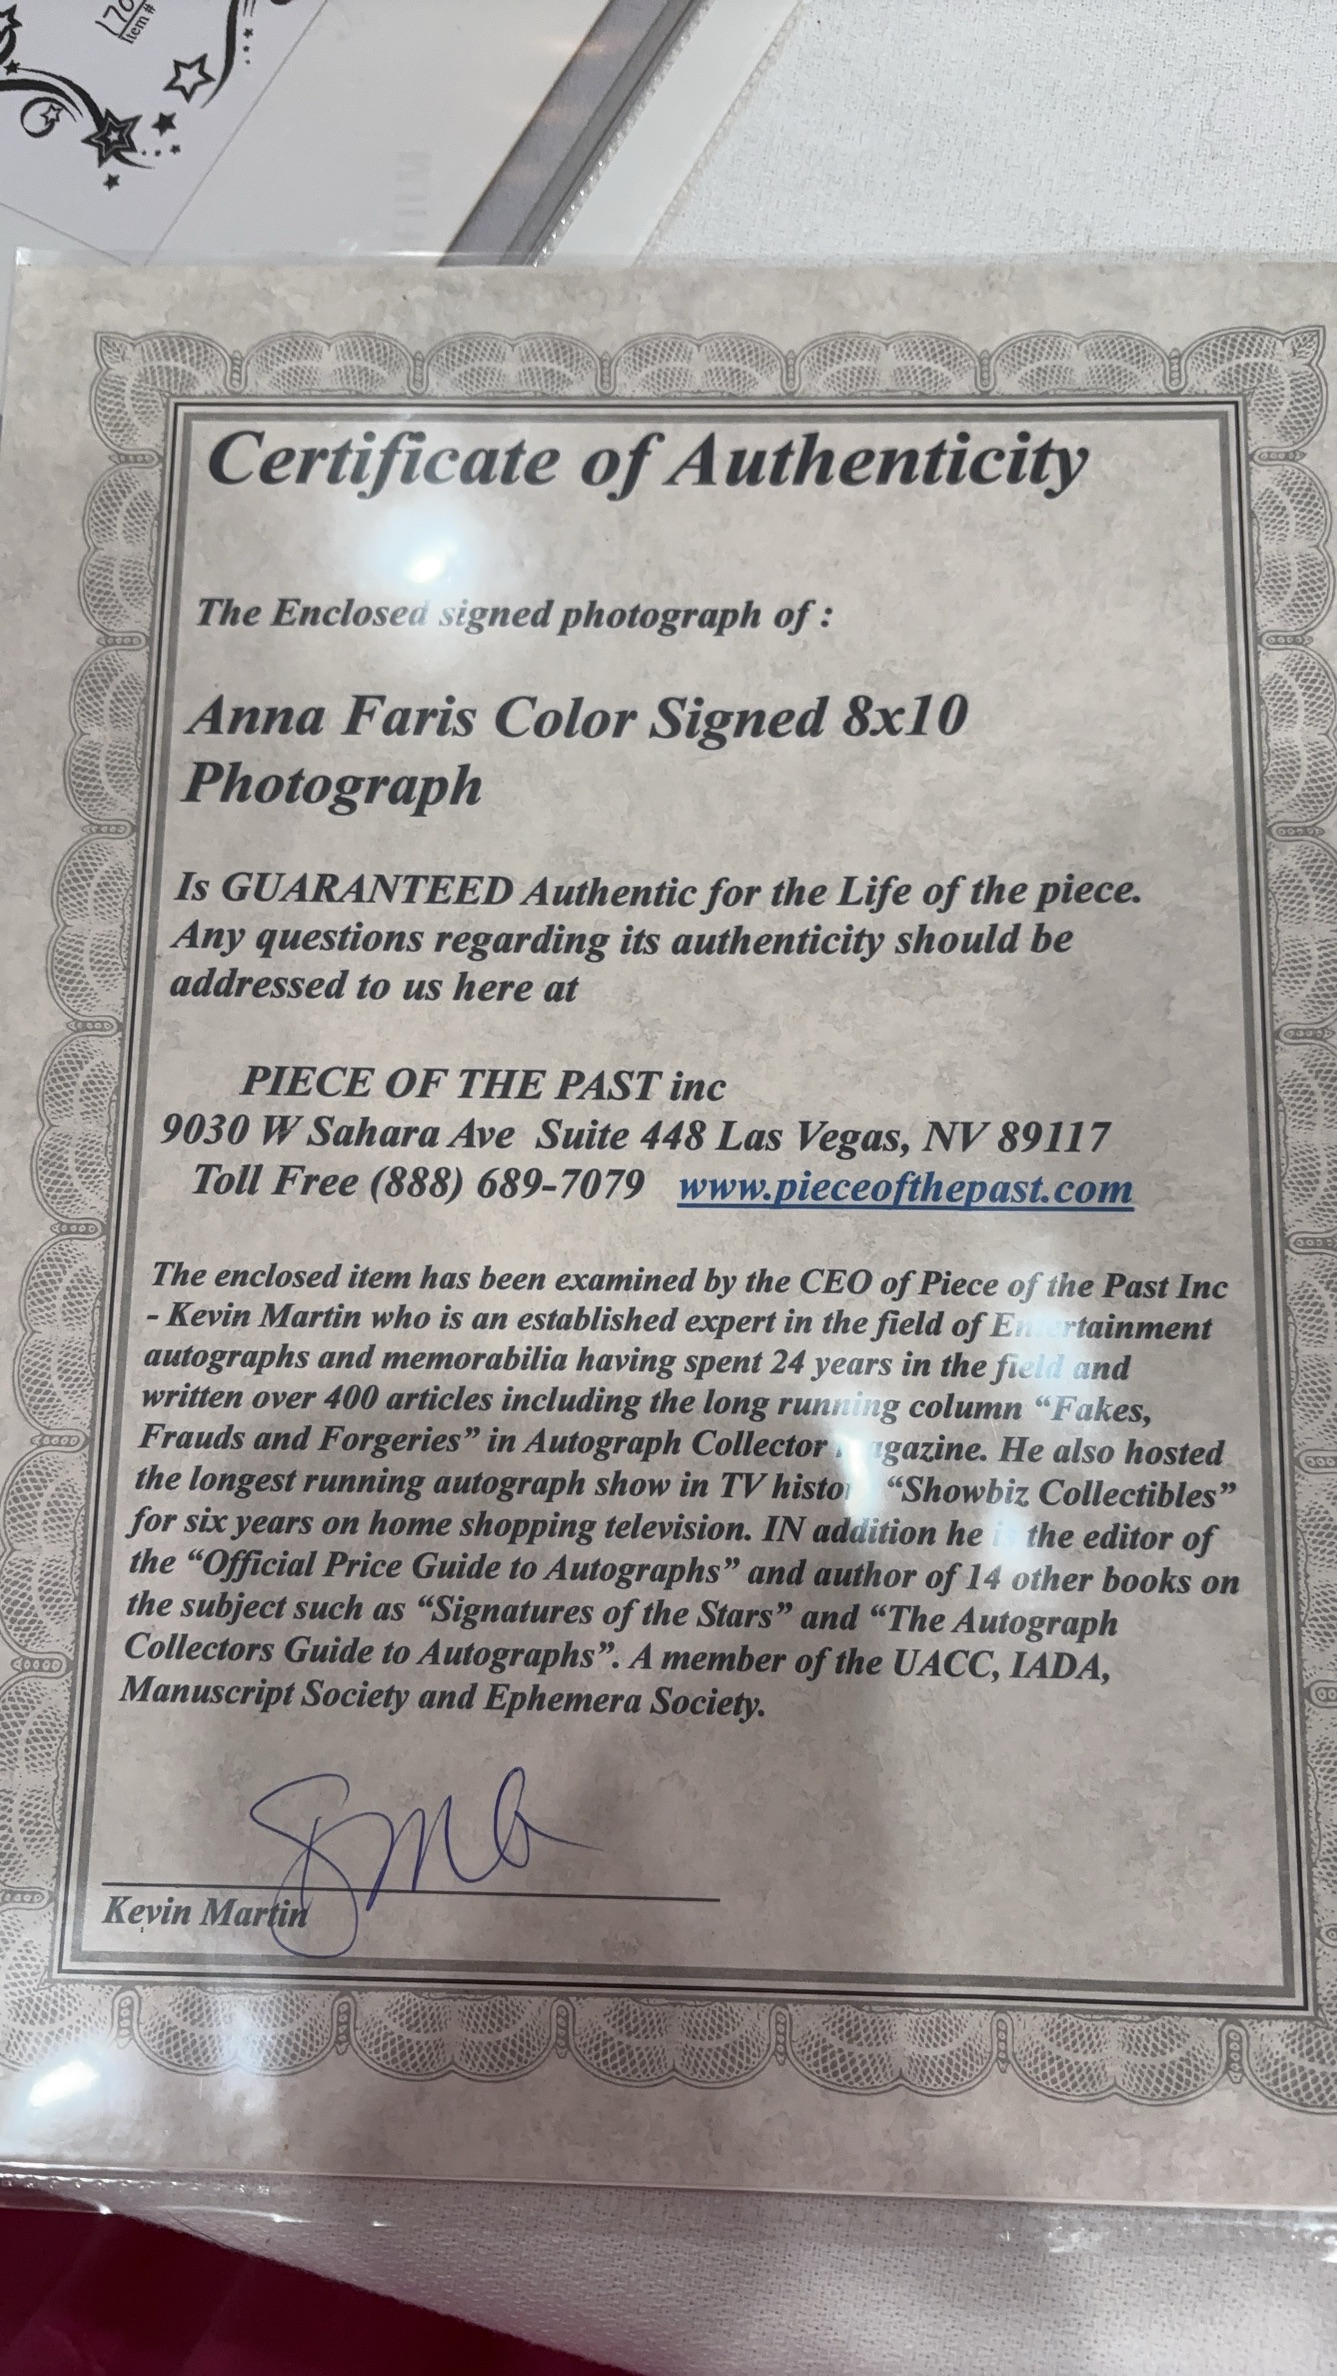 Item #
Certificate of Authenticity
The Enclosed signed photograph of :
Anna Faris Color Signed 8x10
Photograph
Is GUARANTEED Authentic for the Life of the piece.
Any questions regarding its authenticity should be
addressed to us here at
PIECE OF THE PAST inc
9030 W Sahara Ave Suite 448 Las Vegas, NV 89117
Toll Free (888) 689-7079 www.pieceofthepast.com
The enclosed item has been examined by the CEO of Piece of the Past Inc
- Kevin Martin who is an established expert in the field of Entertainment
autographs and memorabilia having spent 24 years in the field and
written over 400 articles including the long running column “Fakes,
Frauds and Forgeries” in Autograph Collector Magazine. He also hosted
the longest running autograph show in TV history “Showbiz Collectibles”
for six years on home shopping television. IN addition he is the editor of
the “Official Price Guide to Autographs” and author of 14 other books on
the subject such as “Signatures of the Stars” and “The Autograph
Collectors Guide to Autographs”. A member of the UACC, IADA,
Manuscript Society and Ephemera Society.
Kevin Martin